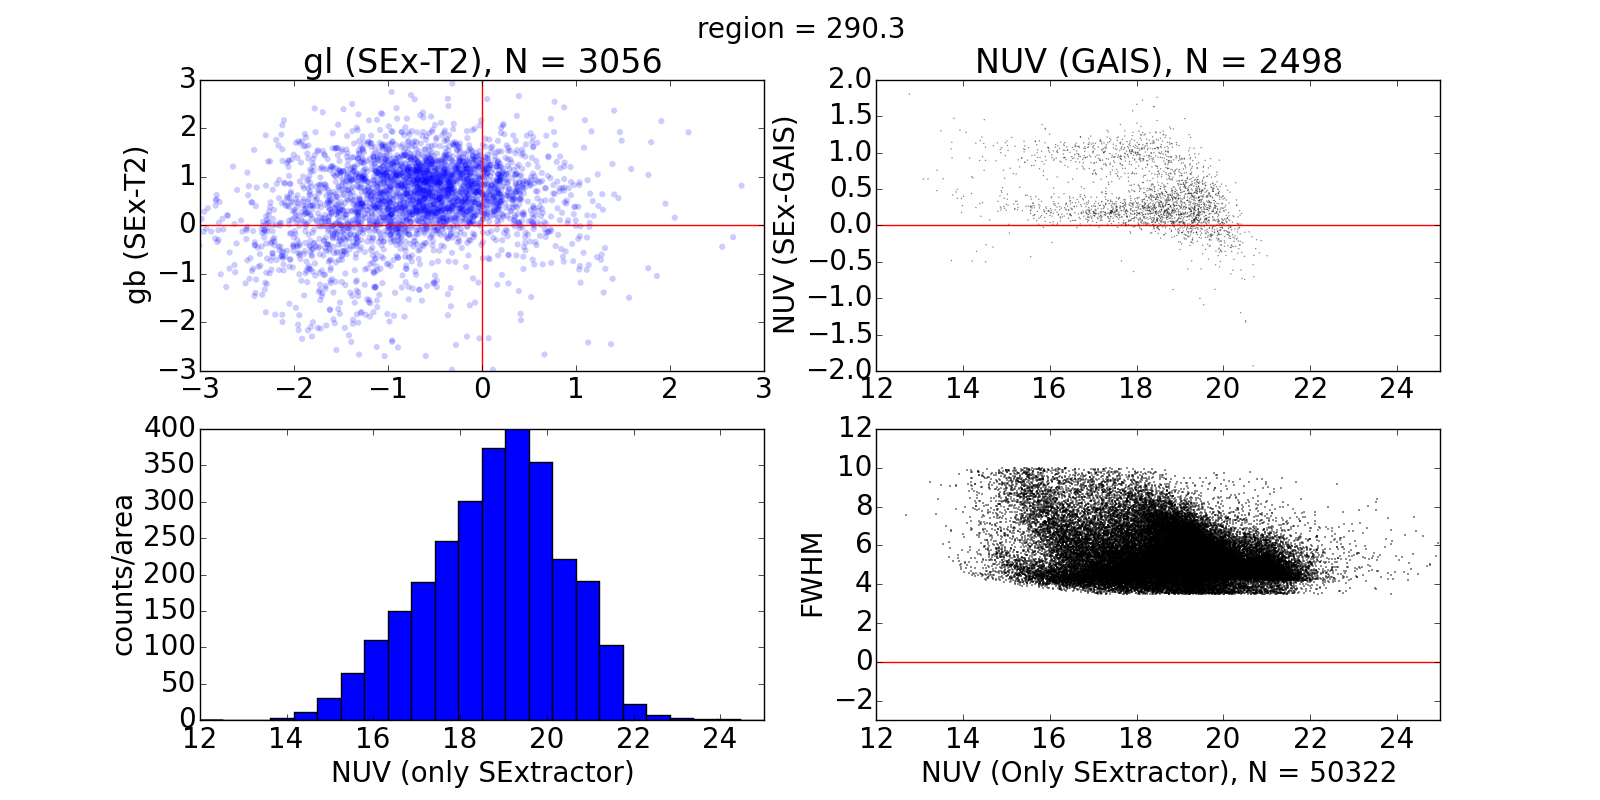 region = 290.3
gl (SEx-T2), N = 3056
3
2
1
0
−1
−2
−3
gb (SEx-T2)
−3 −2 −1 0 1 2 3
NUV (GAIS), N = 2498
2.0
1.5
1.0
0.5
0.0
−0.5
−1.0
−1.5
−2.0
NUV (SEx-GAIS)
12 14 16 18 20 22 24
400
350
300
250
200
150
100
50
0
counts/area
12 14 16 18 20 22 24
NUV (only SExtractor)
12
10
8
6
4
2
0
−2
FWHM
12 14 16 18 20 22 24
NUV (Only SExtractor), N = 50322